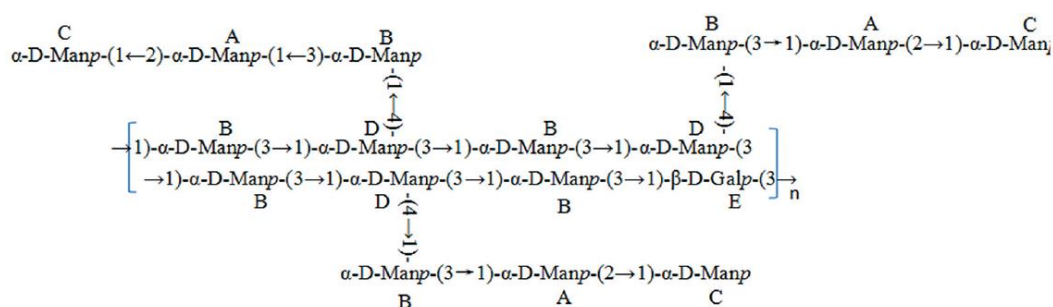 C A B
α-D-Manp-(1←2)-α-D-Manp-(1←3)-α-D-Manp
B A C
α-D-Manp-(3→1)-α-D-Manp-(2→1)-α-D-Manp
-(1←4)-
-(1←4)-
B D B D
→1)-α-D-Manp-(3→1)-α-D-Manp-(3→1)-α-D-Manp-(3→1)-α-D-Manp-(3
→1)-α-D-Manp-(3→1)-α-D-Manp-(3→1)-α-D-Manp-(3→1)-β-D-Galp-(3→
n
B D B E
-(4→1)-
α-D-Manp-(3→1)-α-D-Manp-(2→1)-α-D-Manp
B A C